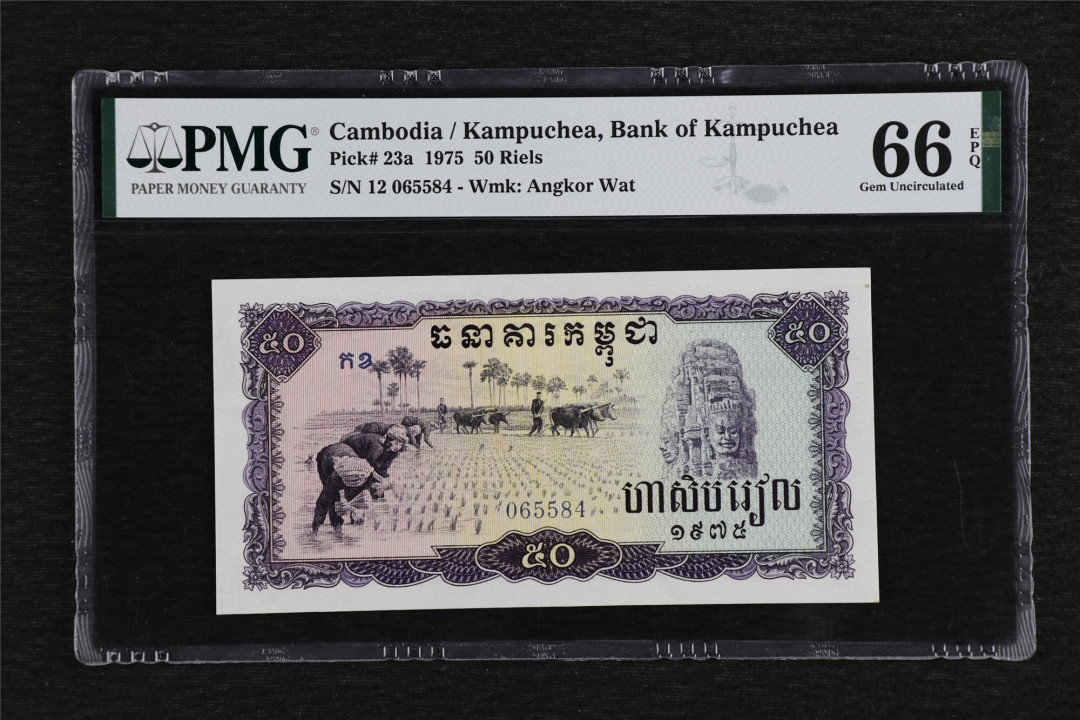 PMG®
PAPER MONEY GUARANTY
Cambodia / Kampuchea, Bank of Kampuchea
Pick# 23a 1975 50 Riels
S/N 12 065584 - Wmk: Angkor Wat
66
EPQ
Gem Uncirculated
៥០
ធនាគារកម្ពុជា
៥០
កខ
065584
ហាសិបរៀល
១៩៧៥
៥០